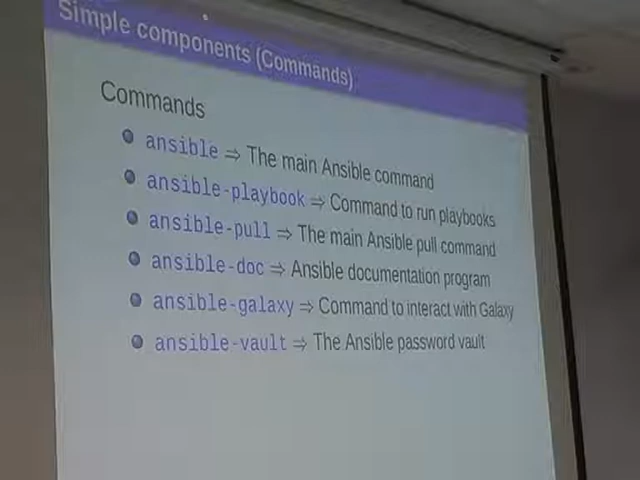 Simple components (Commands)
Commands
ansible ⇒ The main Ansible command
ansible-playbook ⇒ Command to run playbooks
ansible-pull ⇒ The main Ansible pull command
ansible-doc ⇒ Ansible documentation program
ansible-galaxy ⇒ Command to interact with Galaxy
ansible-vault ⇒ The Ansible password vault